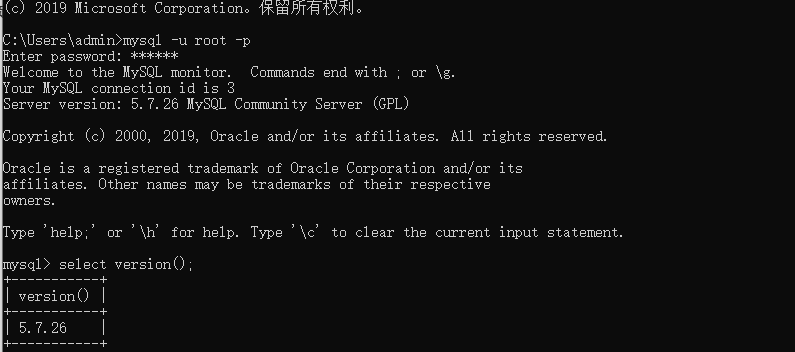 (c) 2019 Microsoft Corporation。保留所有权利。
C:\Users\admin>mysql -u root -p
Enter password: ******
Welcome to the MySQL monitor.  Commands end with ; or \g.
Your MySQL connection id is 3
Server version: 5.7.26 MySQL Community Server (GPL)
Copyright (c) 2000, 2019, Oracle and/or its affiliates. All rights reserved.
Oracle is a registered trademark of Oracle Corporation and/or its
affiliates. Other names may be trademarks of their respective
owners.
Type 'help;' or '\h' for help. Type '\c' to clear the current input statement.
mysql> select version();
+-----------+
| version() |
+-----------+
| 5.7.26    |
+-----------+